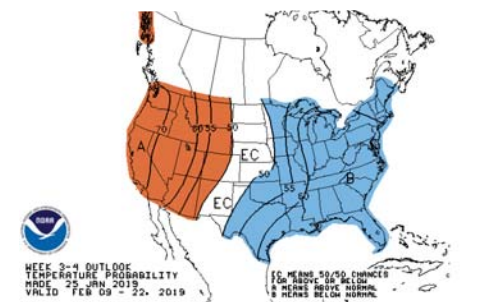 70
60 55 50
A
EC
50
B
55
60
EC
NOAA
WEEK 3-4 OUTLOOK
TEMPERATURE PROBABILITY
MADE 25 JAN 2019
VALID FEB 09 - 22, 2019
EC MEANS 50/50 CHANCES
FOR ABOVE OR BELOW
A MEANS ABOVE NORMAL
B MEANS BELOW NORMAL